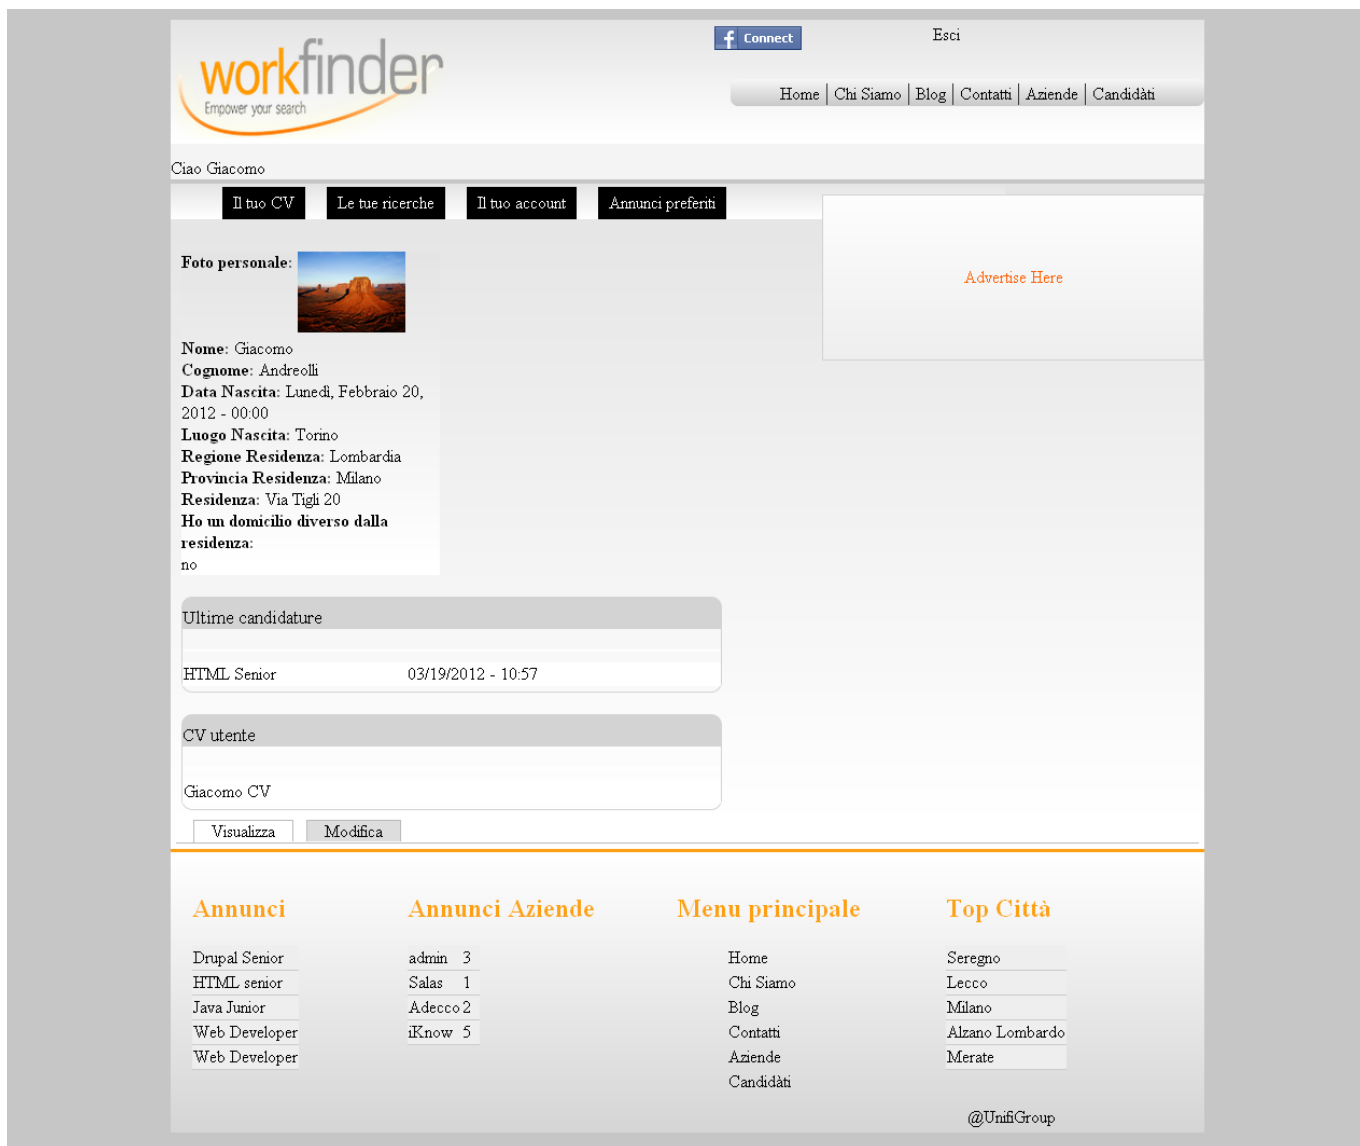 workfinder
Empower your search
f Connect
Esci
Home | Chi Siamo | Blog | Contatti | Aziende | Candidàti
Ciao Giacomo
Il tuo CV
Le tue ricerche
Il tuo account
Annunci preferiti
Advertise Here
Foto personale:
Nome: Giacomo
Cognome: Andreolli
Data Nascita: Lunedì, Febbraio 20,
2012 - 00:00
Luogo Nascita: Torino
Regione Residenza: Lombardia
Provincia Residenza: Milano
Residenza: Via Tigli 20
Ho un domicilio diverso dalla
residenza:
no
Ultime candidature
HTML Senior 03/19/2012 - 10:57
CV utente
Giacomo CV
Visualizza
Modifica
Annunci
Drupal Senior
HTML senior
Java Junior
Web Developer
Web Developer
Annunci Aziende
admin 3
Salas 1
Adecco 2
iKnow 5
Menu principale
Home
Chi Siamo
Blog
Contatti
Aziende
Candidàti
Top Città
Seregno
Lecco
Milano
Alzano Lombardo
Merate
@UnifiGroup